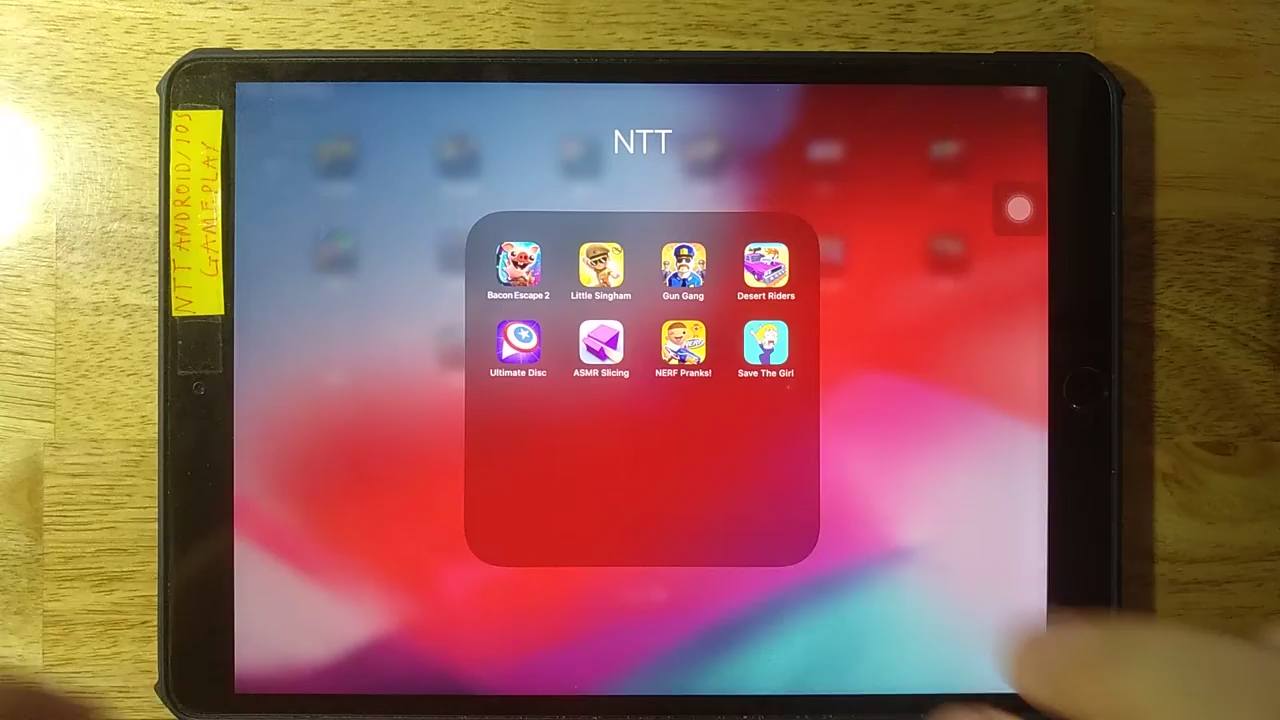 NTT ANDROID/IOS
GAMEPLAY
NTT
Bacon Escape 2
Little Singham
Gun Gang
Desert Riders
Ultimate Disc
ASMR Slicing
NERF Pranks!
Save The Girl
NERF